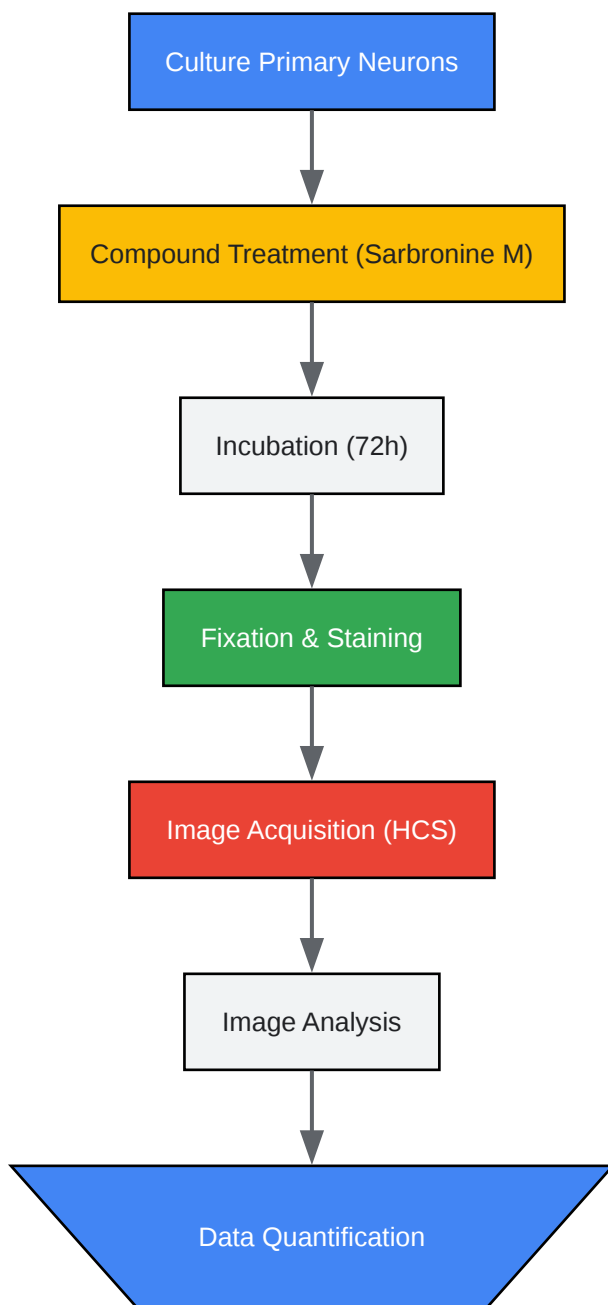 Culture Primary Neurons
Compound Treatment (Sarbronine M)
Incubation (72h)
Fixation & Staining
Image Acquisition (HCS)
Image Analysis
Data Quantification